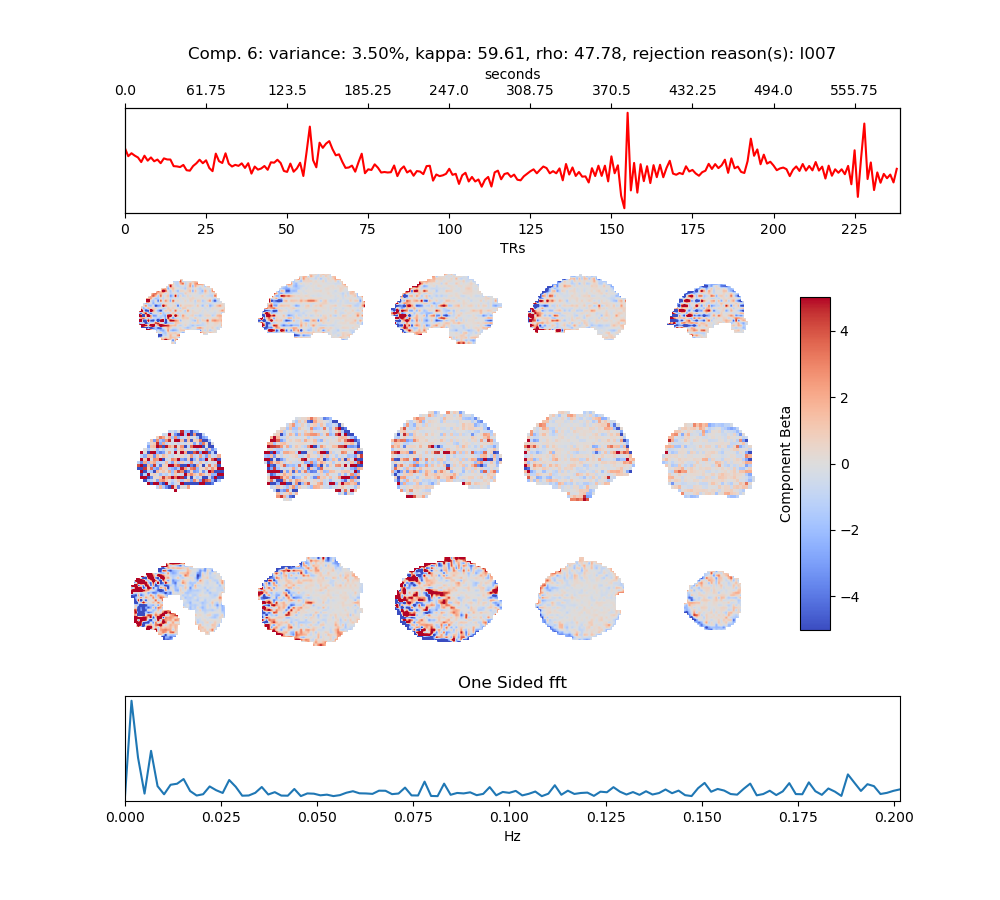 Comp. 6: variance: 3.50%, kappa: 59.61, rho: 47.78, rejection reason(s): I007
seconds
0.0 61.75 123.5 185.25 247.0 308.75 370.5 432.25 494.0 555.75
0 25 50 75 100 125 150 175 200 225
TRs
4
2
0
−2
−4
Component Beta
One Sided fft
0.000 0.025 0.050 0.075 0.100 0.125 0.150 0.175 0.200
Hz